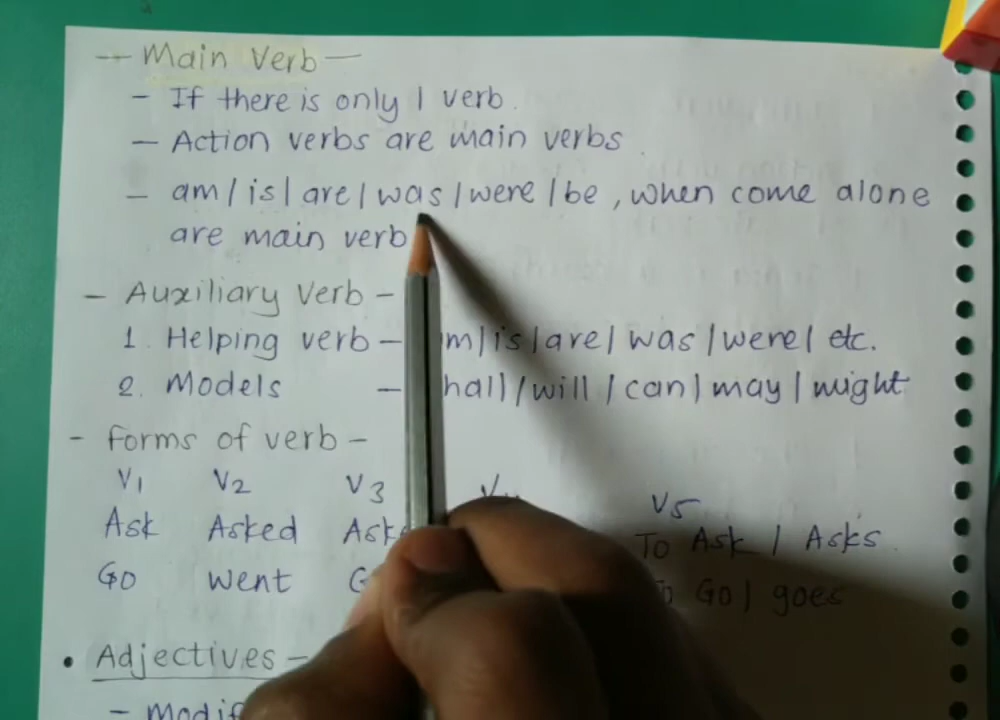 — Main Verb —
- If there is only 1 verb.
- Action verbs are main verbs
- am / is / are / was / were / be , when come alone
are main verb
- Auxiliary Verb -
1. Helping verb - m / is / are / was / were / etc.
2. Models - hall / will / can / may / might
- Forms of verb -
V1 V2 V3 V5
Ask Asked Ask To Ask / Asks.
Go Went G Go / goes
• Adjectives -
- Modif